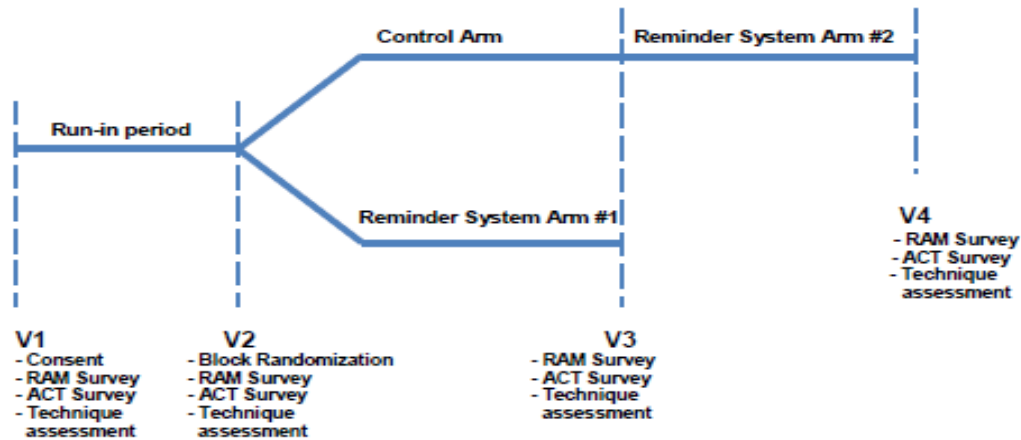 Control Arm
Reminder System Arm #2
Run-in period
Reminder System Arm #1
V1
- Consent
- RAM Survey
- ACT Survey
- Technique
assessment
V2
- Block Randomization
- RAM Survey
- ACT Survey
- Technique
assessment
V3
- RAM Survey
- ACT Survey
- Technique
assessment
V4
- RAM Survey
- ACT Survey
- Technique
assessment